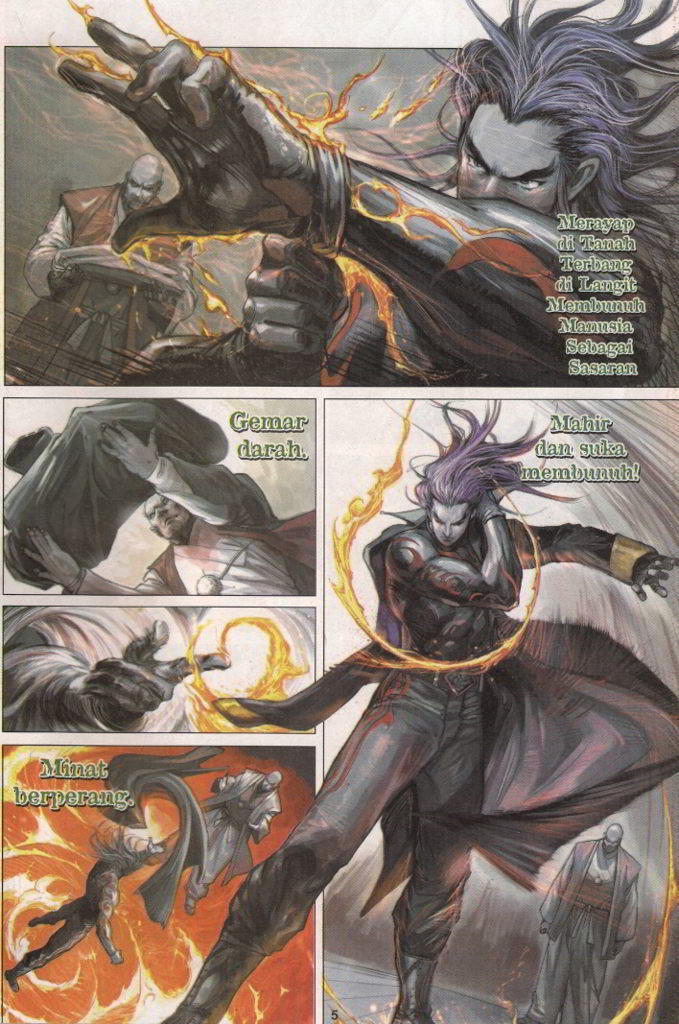 Merayap
di Tanah
Terbang
di Langit
Membunuh
Manusia
Sebagai
Sasaran
Gemar
darah.
Mahir
dan suka
membunuh!
Minat
berperang.
5